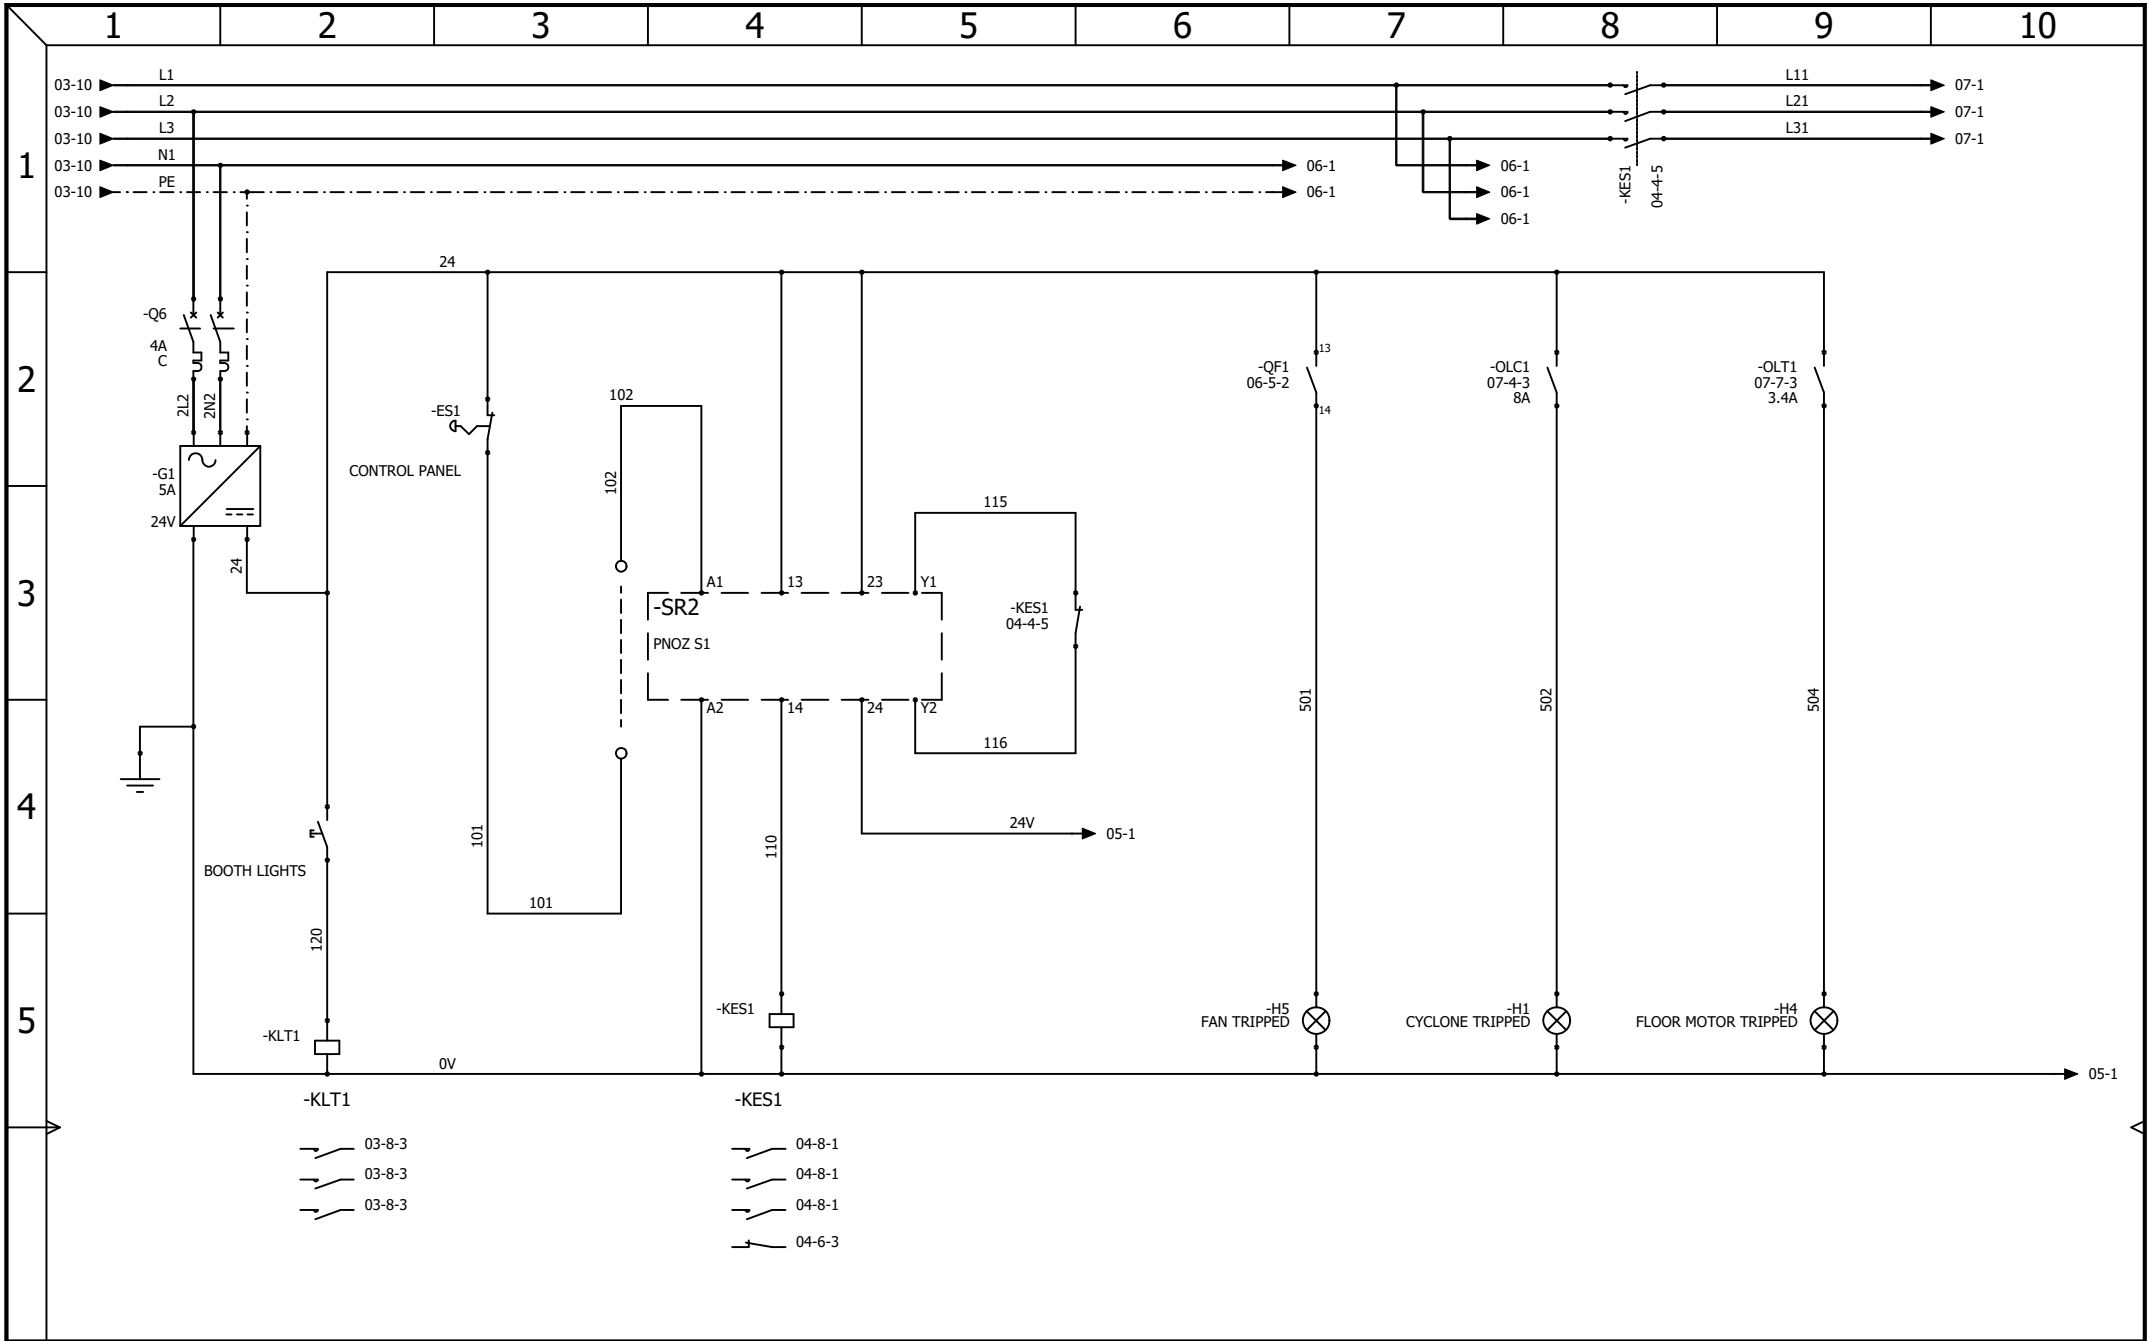 1 2 3 4 5 6 7 8 9 10
03-10 L1 L11 07-1
03-10 L2 L21 07-1
03-10 L3 L31 07-1
1
03-10 N1 06-1 06-1
03-10 PE 06-1 06-1
06-1
-KES1
04-4-5
24
-Q6
4A
C
2
2L2
2N2
-ES1
CONTROL PANEL
102
102
-QF1
06-5-2
13
14
-OLC1
07-4-3
8A
-OLT1
07-7-3
3.4A
-G1
5A
24V
24
3
115
A1 13 23 Y1
-SR2
PNOZ S1
-KES1
04-4-5
A2 14 24 Y2
116
501
502
504
4
24V 05-1
BOOTH LIGHTS
101
101
110
120
5
-KLT1
-KES1
-H5
FAN TRIPPED
-H1
CYCLONE TRIPPED
-H4
FLOOR MOTOR TRIPPED
0V 05-1
-KLT1
03-8-3
03-8-3
03-8-3
-KES1
04-8-1
04-8-1
04-8-1
04-6-3